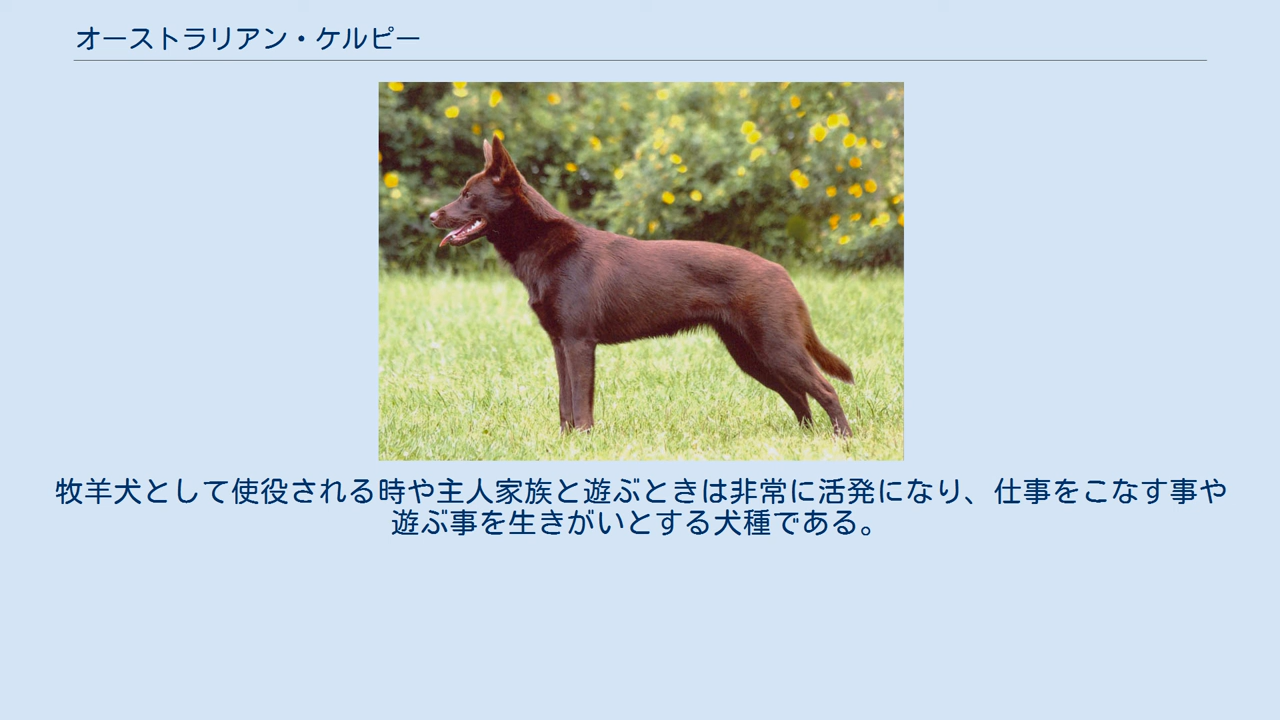 オーストラリアン・ケルピー
牧羊犬として使役される時や主人家族と遊ぶときは非常に活発になり、仕事をこなす事や
遊ぶ事を生きがいとする犬種である。